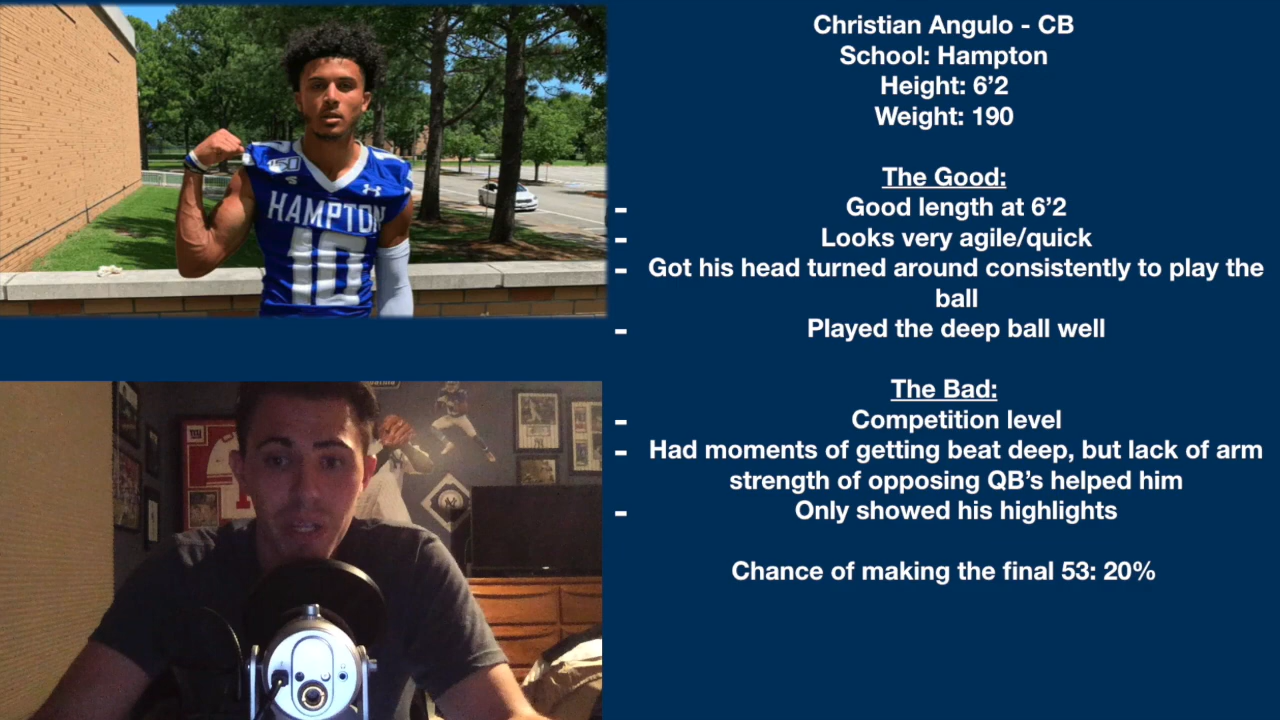 Christian Angulo - CB
School: Hampton
Height: 6’2
Weight: 190
The Good:
- Good length at 6’2
- Looks very agile/quick
- Got his head turned around consistently to play the
ball
- Played the deep ball well
The Bad:
- Competition level
- Had moments of getting beat deep, but lack of arm
strength of opposing QB’s helped him
- Only showed his highlights
Chance of making the final 53: 20%
150
HAMPTON
10